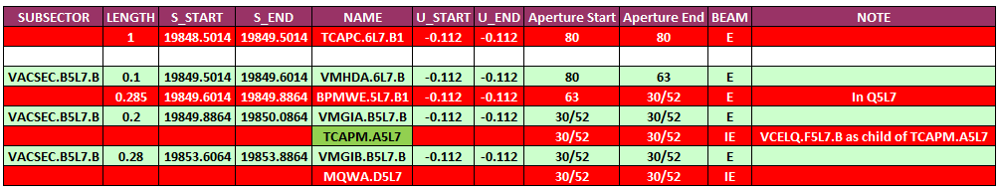 SUBSECTOR LENGTH S_START S_END NAME U_START U_END Aperture Start Aperture End BEAM NOTE
1 19848.5014 19849.5014 TCAPC.6L7.B1 -0.112 -0.112 80 80 E
VACSEC.B5L7.B 0.1 19849.5014 19849.6014 VMHDA.6L7.B -0.112 -0.112 80 63 E
0.285 19849.6014 19849.8864 BPMWE.5L7.B1 -0.112 -0.112 63 30/52 E In Q5L7
VACSEC.B5L7.B 0.2 19849.8864 19850.0864 VMGIA.B5L7.B -0.112 -0.112 30/52 30/52 E
TCAPM.A5L7 30/52 30/52 IE VCELQ.F5L7.B as child of TCAPM.A5L7
VACSEC.B5L7.B 0.28 19853.6064 19853.8864 VMGIB.B5L7.B -0.112 -0.112 30/52 30/52 E
MQWA.D5L7 30/52 30/52 IE